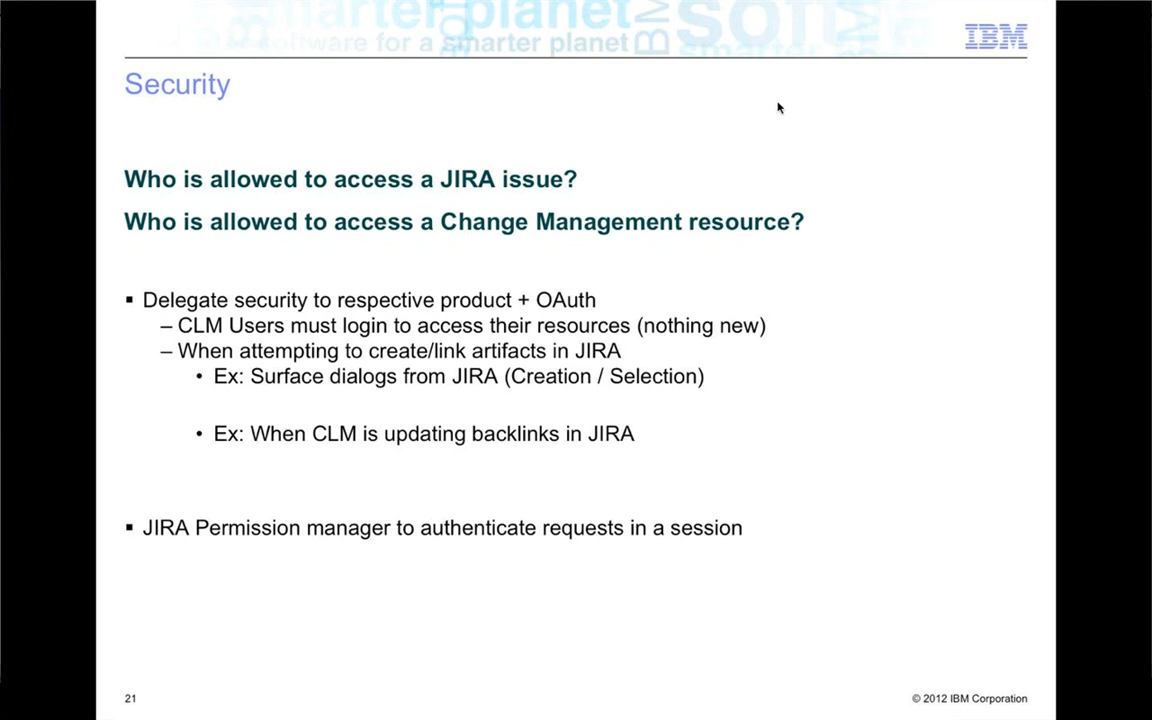 smarter planet
software for a smarter planet
IBM
soft
smarter
IBM
Security
Who is allowed to access a JIRA issue?
Who is allowed to access a Change Management resource?
▪ Delegate security to respective product + OAuth
– CLM Users must login to access their resources (nothing new)
– When attempting to create/link artifacts in JIRA
• Ex: Surface dialogs from JIRA (Creation / Selection)
• Ex: When CLM is updating backlinks in JIRA
▪ JIRA Permission manager to authenticate requests in a session
21
© 2012 IBM Corporation